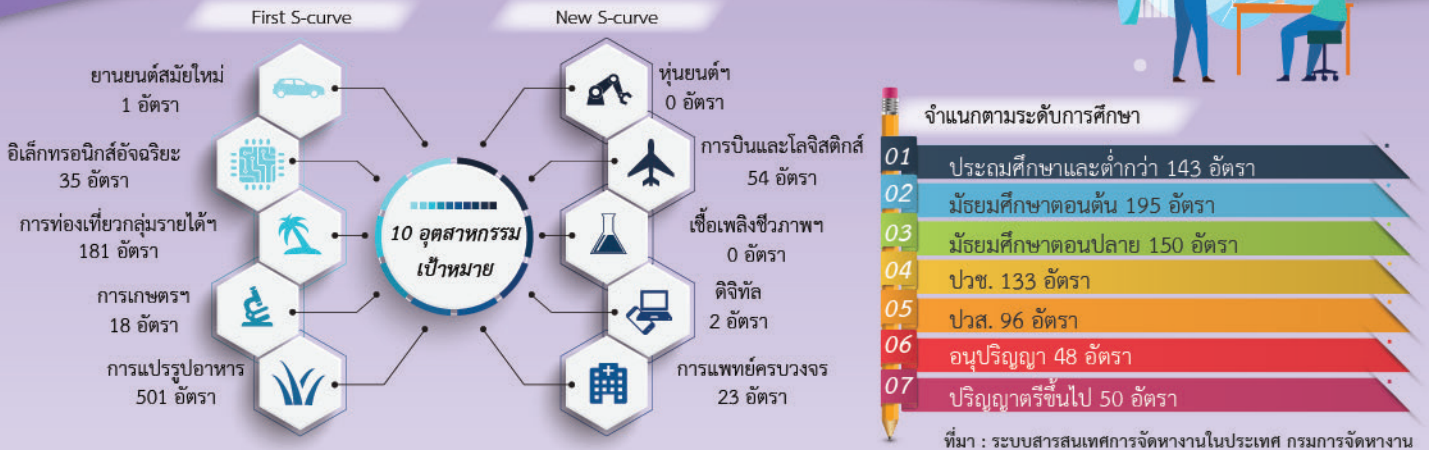 First S-curve
New S-curve
ยานยนต์สมัยใหม่
1 อัตรา
อิเล็กทรอนิกส์อัจฉริยะ
35 อัตรา
การท่องเที่ยวกลุ่มรายได้ฯ
181 อัตรา
การเกษตรฯ
18 อัตรา
การแปรรูปอาหาร
501 อัตรา
10 อุตสาหกรรม
เป้าหมาย
หุ่นยนต์ฯ
0 อัตรา
การบินและโลจิสติกส์
54 อัตรา
เชื้อเพลิงชีวภาพฯ
0 อัตรา
ดิจิทัล
2 อัตรา
การแพทย์ครบวงจร
23 อัตรา
จำแนกตามระดับการศึกษา
01 ประถมศึกษาและต่ำกว่า 143 อัตรา
02 มัธยมศึกษาตอนต้น 195 อัตรา
03 มัธยมศึกษาตอนปลาย 150 อัตรา
04 ปวช. 133 อัตรา
05 ปวส. 96 อัตรา
06 อนุปริญญา 48 อัตรา
07 ปริญญาตรีขึ้นไป 50 อัตรา
ที่มา : ระบบสารสนเทศการจัดหางานในประเทศ กรมการจัดหางาน